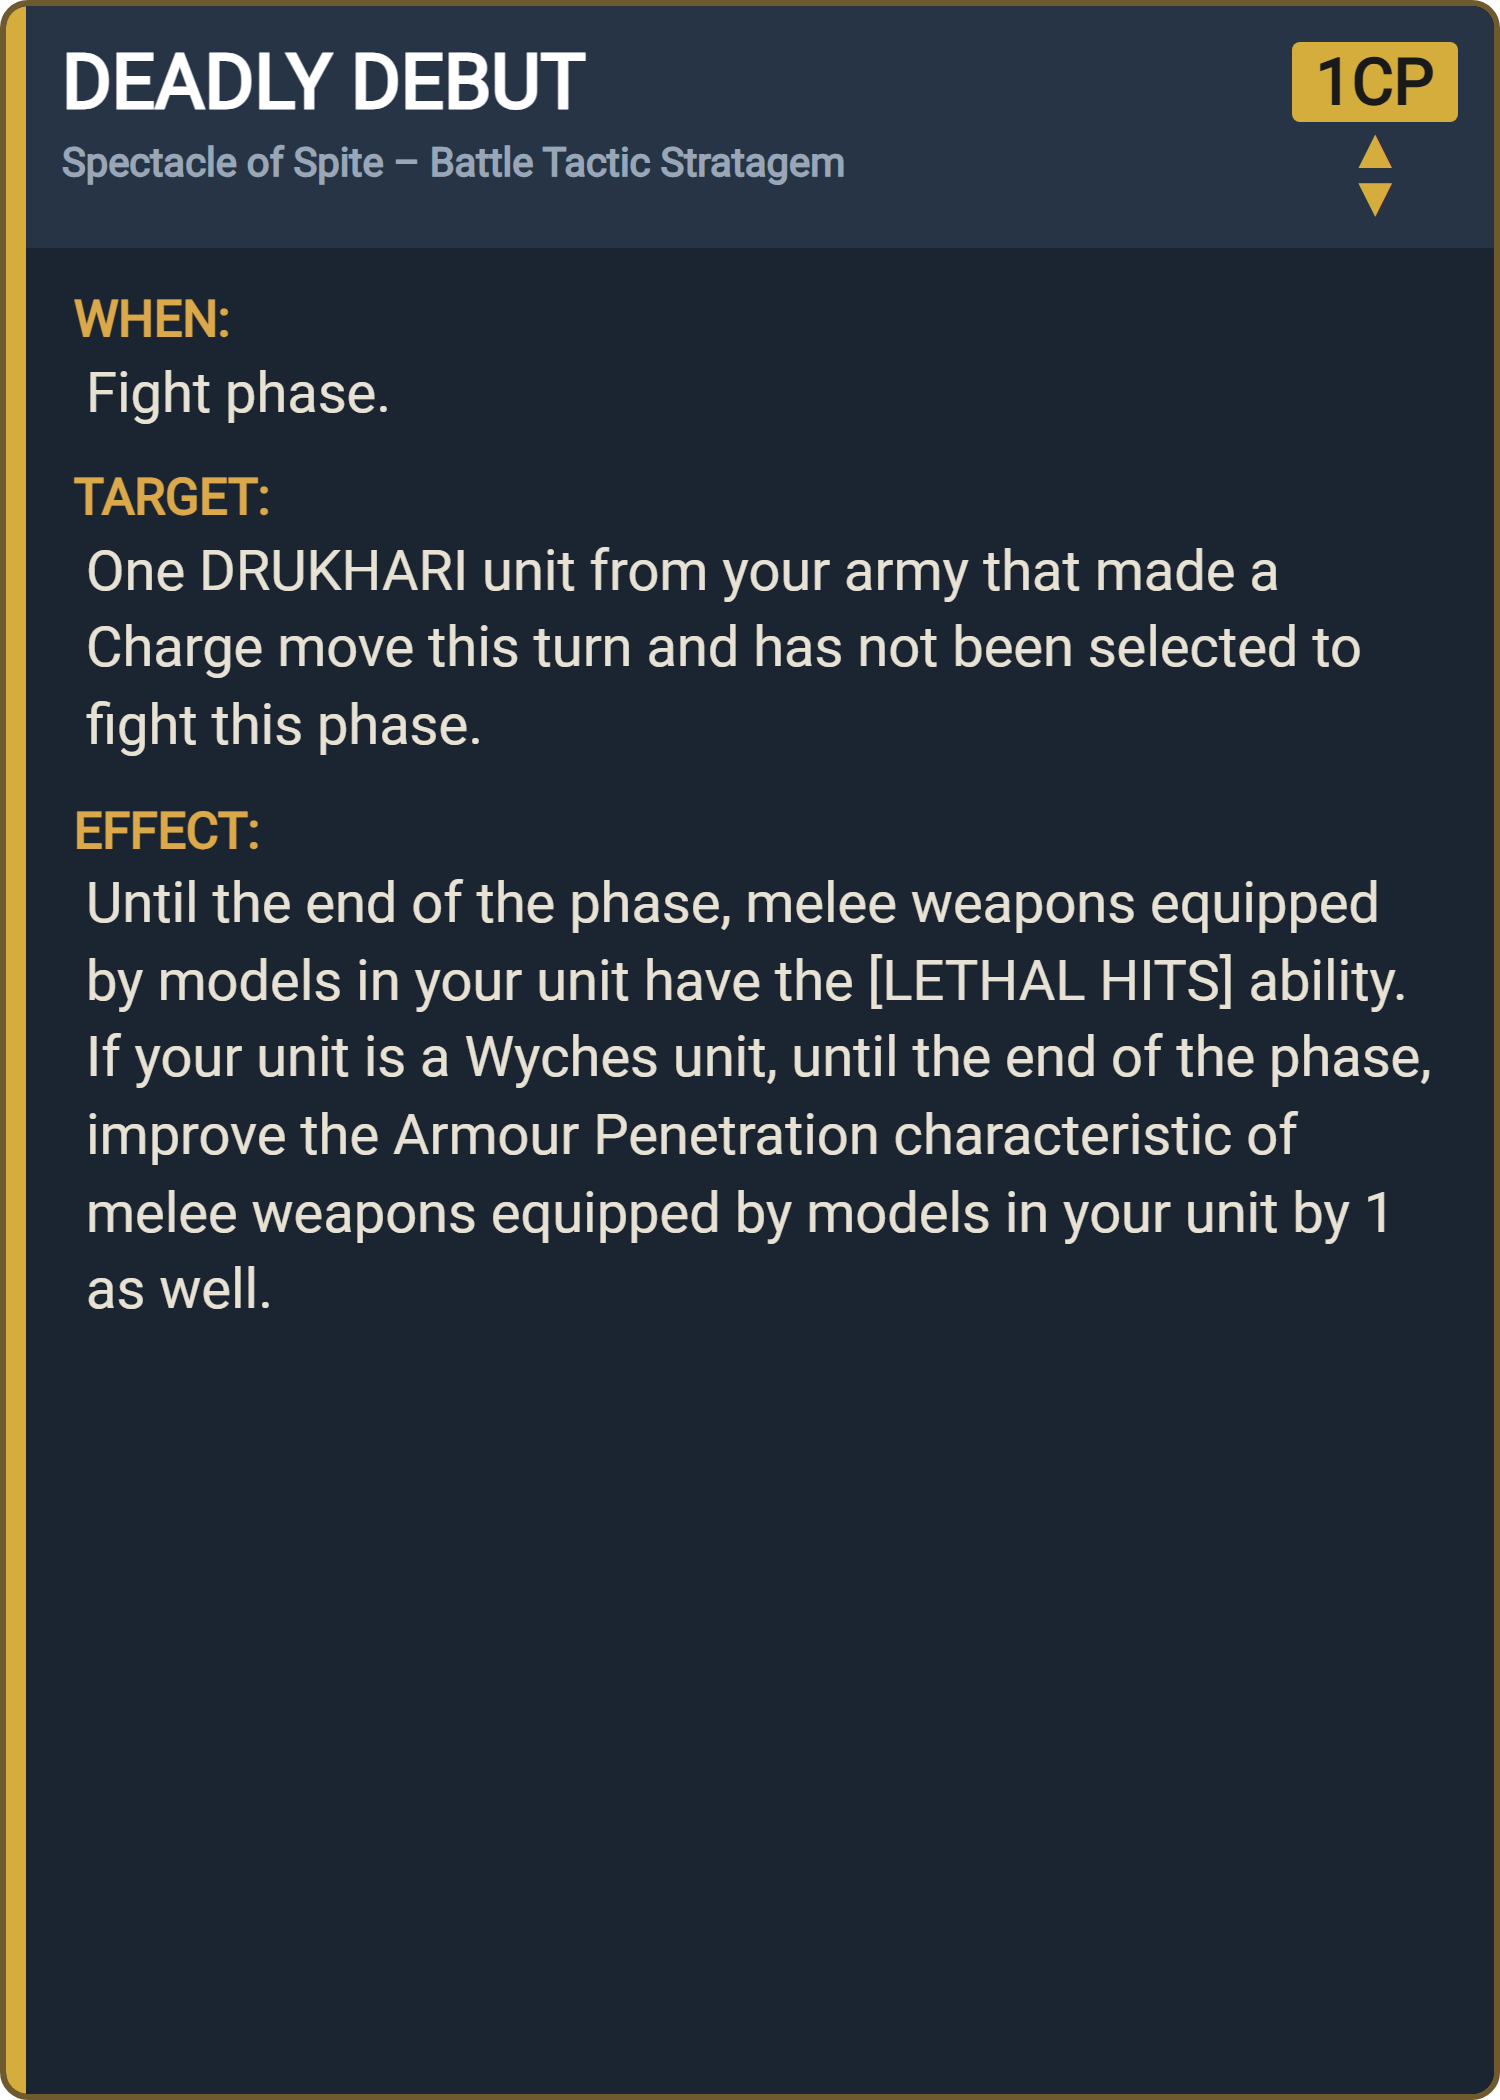 DEADLY DEBUT
1CP
Spectacle of Spite – Battle Tactic Stratagem
▲
▼
WHEN:
Fight phase.
TARGET:
One DRUKHARI unit from your army that made a
Charge move this turn and has not been selected to
fight this phase.
EFFECT:
Until the end of the phase, melee weapons equipped
by models in your unit have the [LETHAL HITS] ability.
If your unit is a Wyches unit, until the end of the phase,
improve the Armour Penetration characteristic of
melee weapons equipped by models in your unit by 1
as well.